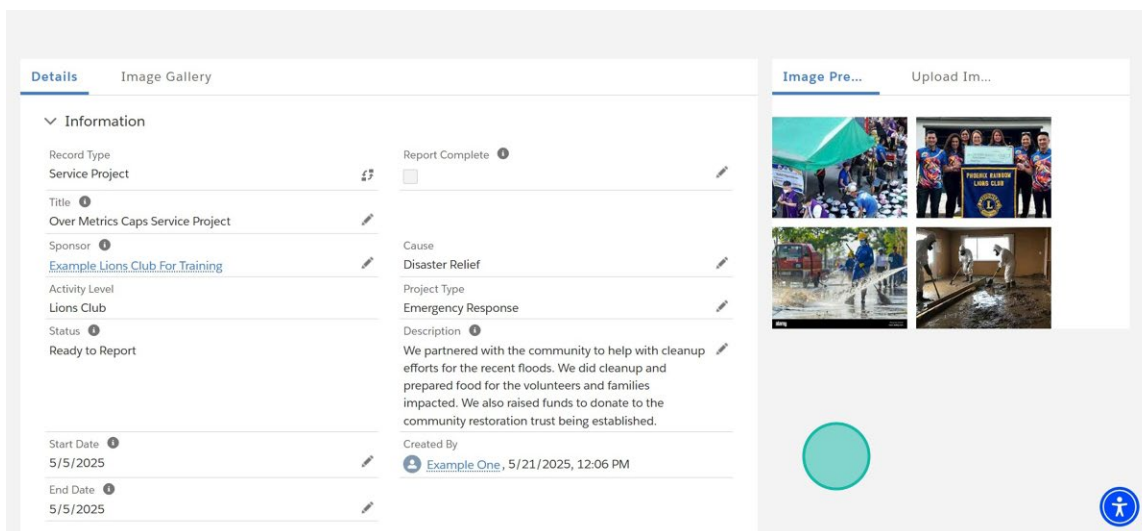 Details Image Gallery
Information
Record Type
Service Project
Report Complete
Title
Over Metrics Caps Service Project
Sponsor
Example Lions Club For Training
Cause
Disaster Relief
Activity Level
Lions Club
Project Type
Emergency Response
Status
Ready to Report
Description
We partnered with the community to help with cleanup
efforts for the recent floods. We did cleanup and
prepared food for the volunteers and families
impacted. We also raised funds to donate to the
community restoration trust being established.
Start Date
5/5/2025
Created By
Example One, 5/21/2025, 12:06 PM
End Date
5/5/2025
Image Pre... Upload Im...
PHOENIX RAINBOW
LIONS CLUB
L